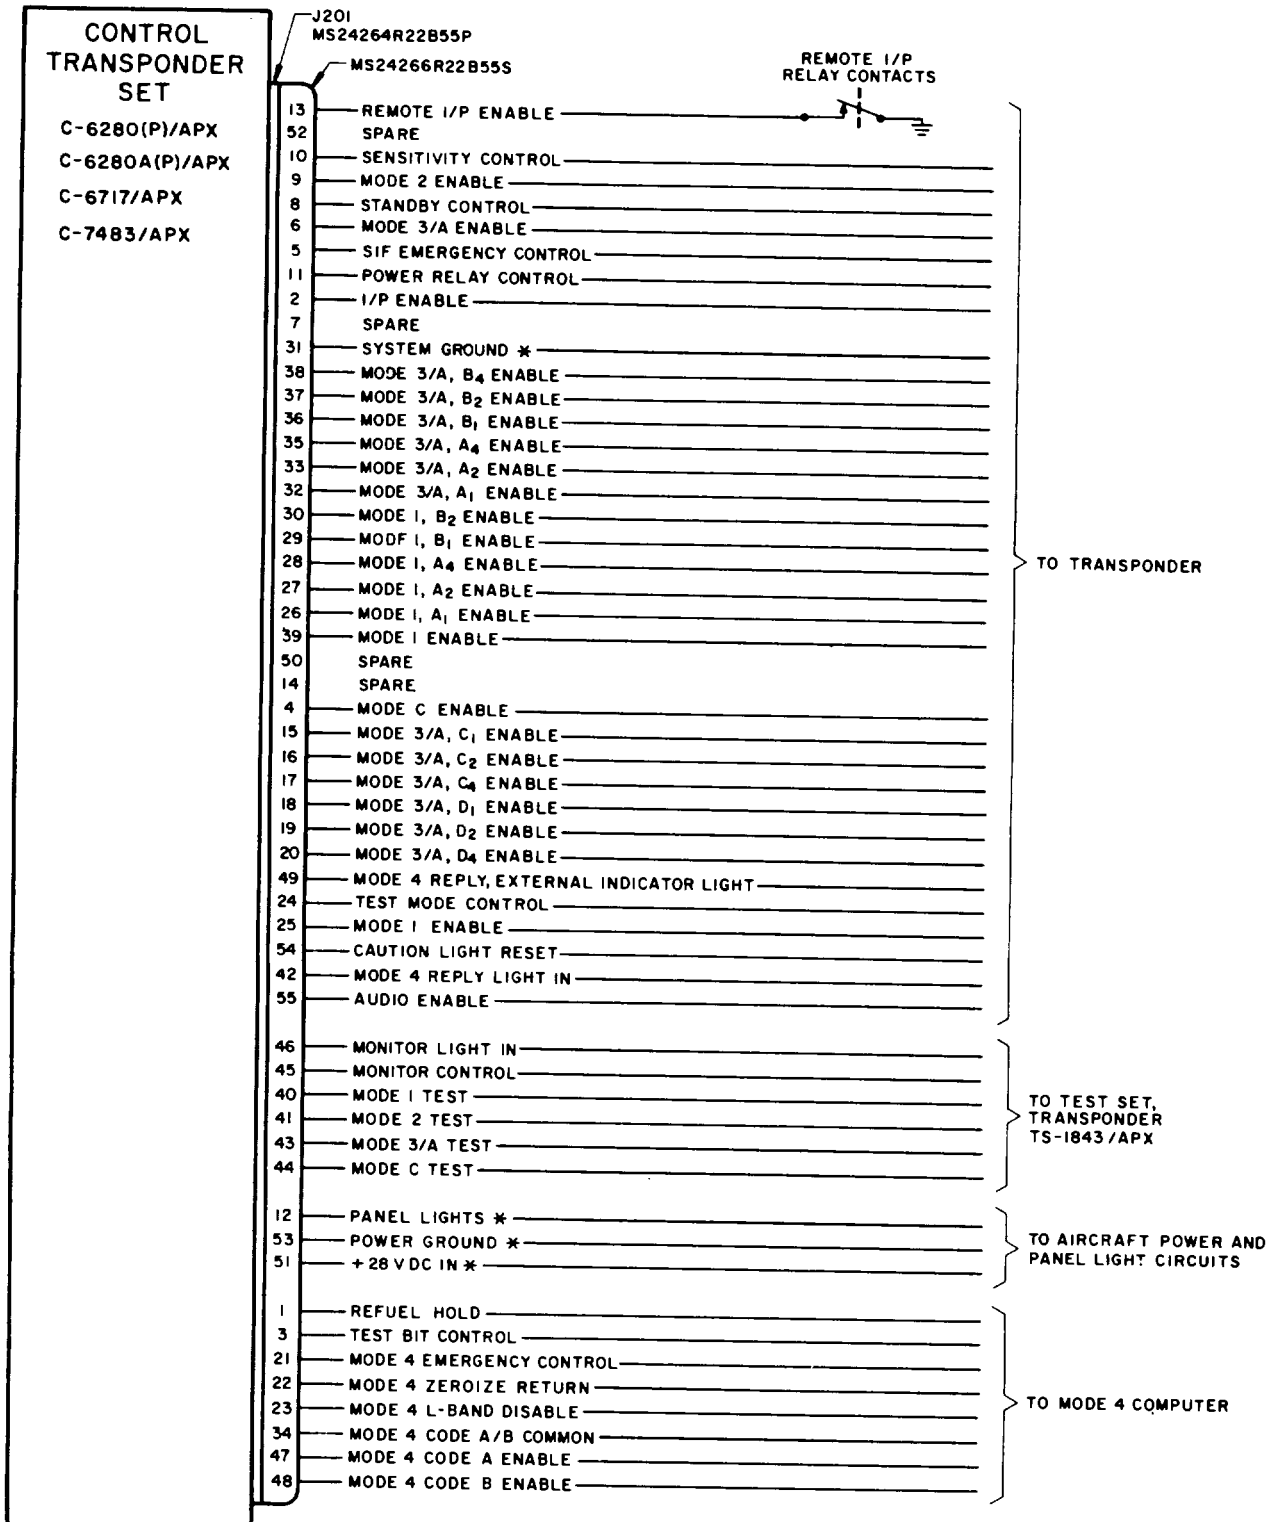 CONTROL
TRANSPONDER
SET
C-6280(P)/APX
C-6280A(P)/APX
C-6717/APX
C-7483/APX
J201
MS24264R22B55P
MS24266R22B55S
REMOTE I/P
RELAY CONTACTS
13 REMOTE I/P ENABLE
52 SPARE
10 SENSITIVITY CONTROL
9 MODE 2 ENABLE
8 STANDBY CONTROL
6 MODE 3/A ENABLE
5 SIF EMERGENCY CONTROL
11 POWER RELAY CONTROL
2 I/P ENABLE
7 SPARE
31 SYSTEM GROUND *
38 MODE 3/A, B4 ENABLE
37 MODE 3/A, B2 ENABLE
36 MODE 3/A, B1 ENABLE
35 MODE 3/A, A4 ENABLE
33 MODE 3/A, A2 ENABLE
32 MODE 3/A, A1 ENABLE
30 MODE 1, B2 ENABLE
29 MODF 1, B1 ENABLE
28 MODE 1, A4 ENABLE
27 MODE 1, A2 ENABLE
26 MODE 1, A1 ENABLE
39 MODE 1 ENABLE
50 SPARE
14 SPARE
4 MODE C ENABLE
15 MODE 3/A, C1 ENABLE
16 MODE 3/A, C2 ENABLE
17 MODE 3/A, C4 ENABLE
18 MODE 3/A, D1 ENABLE
19 MODE 3/A, D2 ENABLE
20 MODE 3/A, D4 ENABLE
49 MODE 4 REPLY, EXTERNAL INDICATOR LIGHT
24 TEST MODE CONTROL
25 MODE 1 ENABLE
54 CAUTION LIGHT RESET
42 MODE 4 REPLY LIGHT IN
55 AUDIO ENABLE
TO TRANSPONDER
46 MONITOR LIGHT IN
45 MONITOR CONTROL
40 MODE 1 TEST
41 MODE 2 TEST
43 MODE 3/A TEST
44 MODE C TEST
TO TEST SET,
TRANSPONDER
TS-1843/APX
12 PANEL LIGHTS *
53 POWER GROUND *
51 +28 V DC IN *
TO AIRCRAFT POWER AND
PANEL LIGHT CIRCUITS
1 REFUEL HOLD
3 TEST BIT CONTROL
21 MODE 4 EMERGENCY CONTROL
22 MODE 4 ZEROIZE RETURN
23 MODE 4 L-BAND DISABLE
34 MODE 4 CODE A/B COMMON
47 MODE 4 CODE A ENABLE
48 MODE 4 CODE B ENABLE
TO MODE 4 COMPUTER